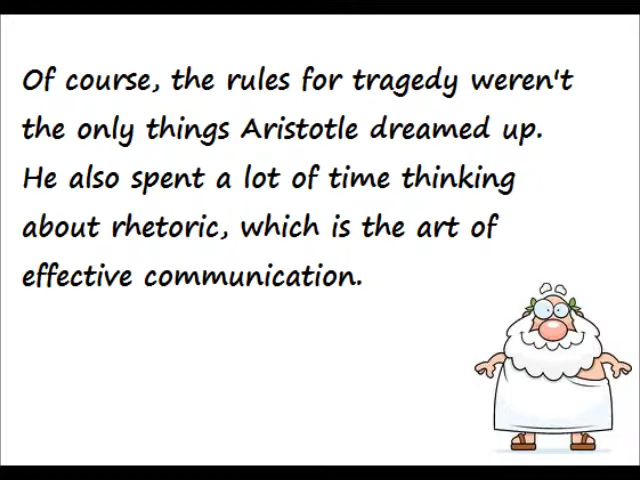 Of course, the rules for tragedy weren't
the only things Aristotle dreamed up.
He also spent a lot of time thinking
about rhetoric, which is the art of
effective communication.